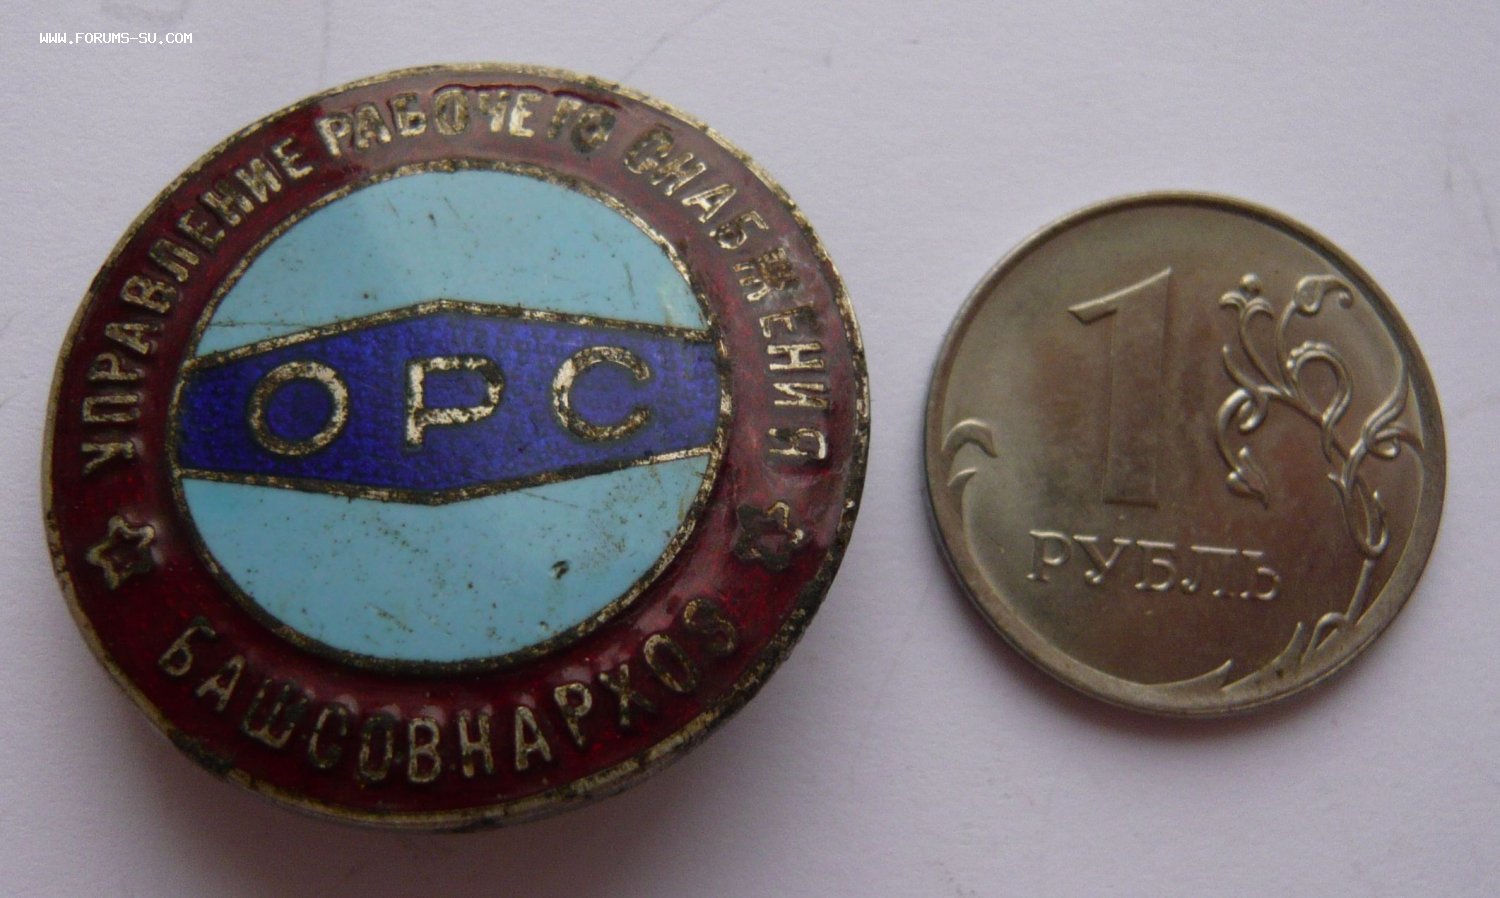 WWW.FORUMS-SU.COM
УПРАВЛЕНИЕ РАБОЧЕГО СНАБЖЕНИЯ
ОРС
БАШСОВНАРХОЗ
1
РУБЛЬ